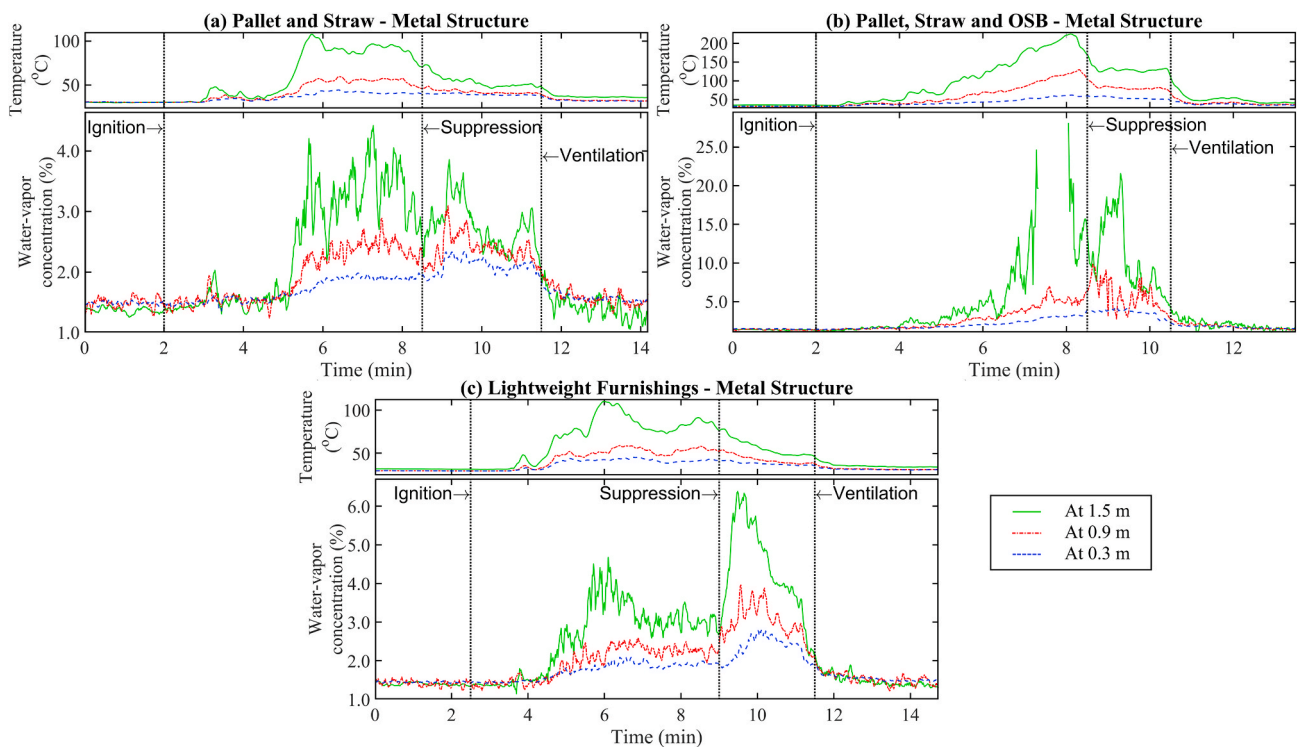 (a) Pallet and Straw - Metal Structure
Temperature
(°C)
100
50
Ignition→
←Suppression
←Ventilation
Water-vapor
concentration (%)
4.0
3.0
2.0
1.0
0 2 4 6 8 10 12 14
Time (min)
(b) Pallet, Straw and OSB - Metal Structure
Temperature
(°C)
200
150
100
50
Ignition→
←Suppression
←Ventilation
Water-vapor
concentration (%)
25.0
20.0
15.0
10.0
5.0
0 2 4 6 8 10 12
Time (min)
(c) Lightweight Furnishings - Metal Structure
Temperature
(°C)
100
50
Ignition→
Suppression→
←Ventilation
Water-vapor
concentration (%)
6.0
5.0
4.0
3.0
2.0
1.0
0 2 4 6 8 10 12 14
Time (min)
At 1.5 m
At 0.9 m
At 0.3 m